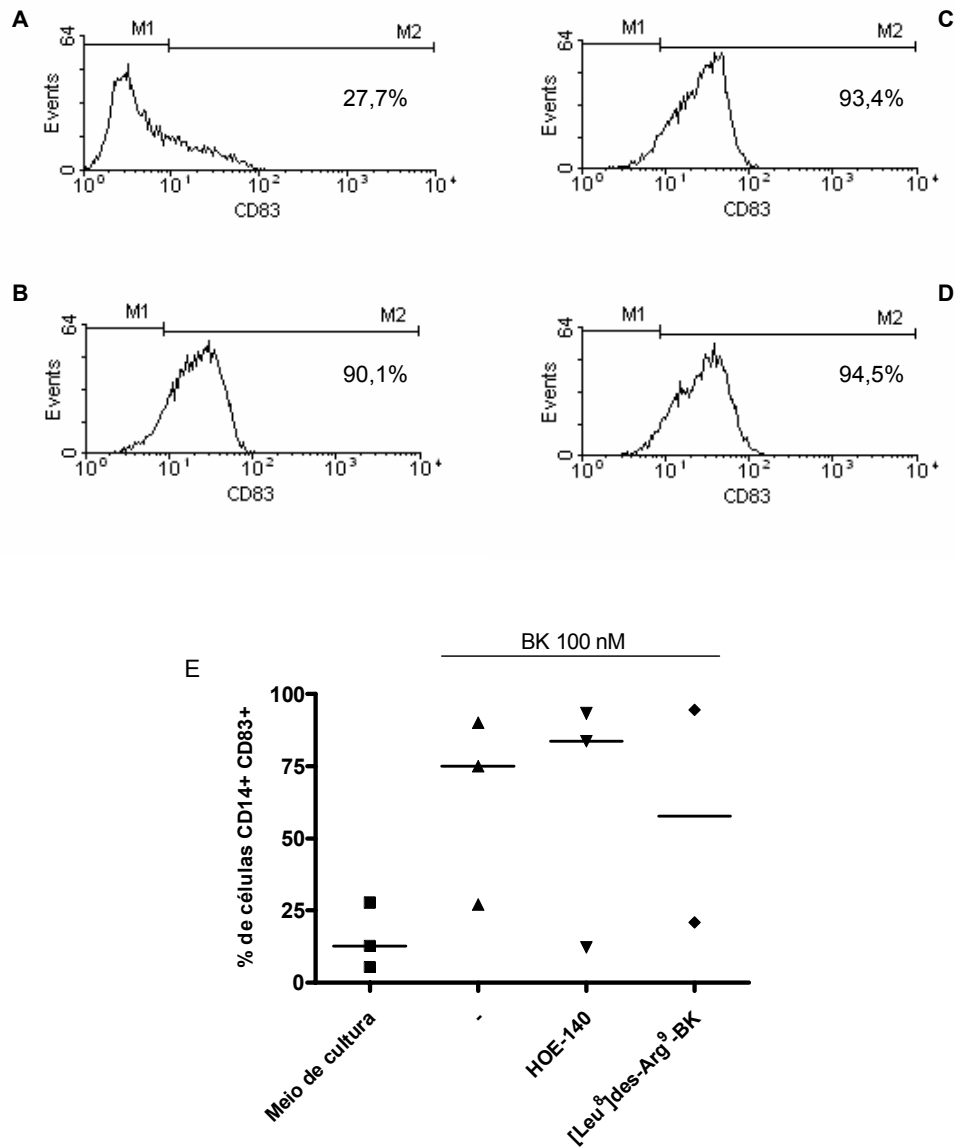 A
M1
M2
64
Events
0
27,7%
10⁰ 10¹ 10² 10³ 10⁴
CD83
C
M1
M2
64
Events
0
93,4%
10⁰ 10¹ 10² 10³ 10⁴
CD83
B
M1
M2
64
Events
0
90,1%
10⁰ 10¹ 10² 10³ 10⁴
CD83
D
M1
M2
64
Events
0
94,5%
10⁰ 10¹ 10² 10³ 10⁴
CD83
E
BK 100 nM
% de células CD14+ CD83+
100
75
50
25
0
Meio de cultura
-
HOE-140
[Leu⁸]des-Arg⁹-BK